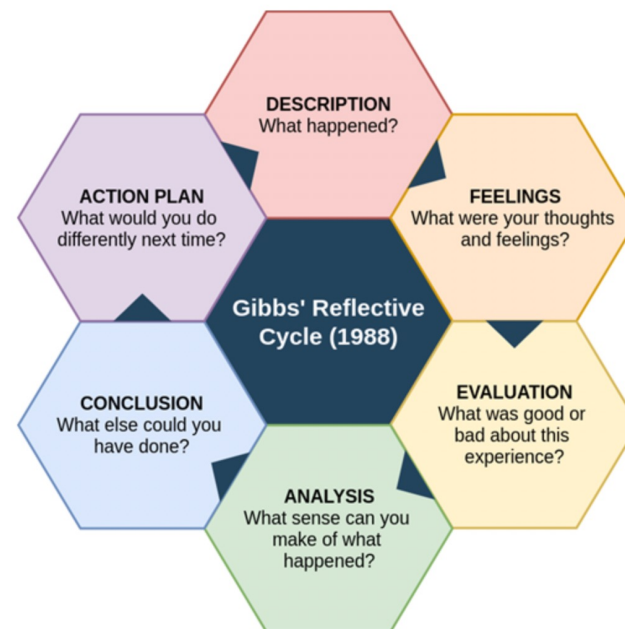 DESCRIPTION
What happened?
FEELINGS
What were your thoughts
and feelings?
EVALUATION
What was good or
bad about this
experience?
ANALYSIS
What sense can you
make of what
happened?
CONCLUSION
What else could you
have done?
ACTION PLAN
What would you do
differently next time?
Gibbs' Reflective
Cycle (1988)